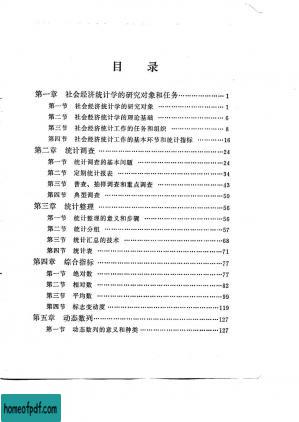 目 录
第一章 社会经济统计学的研究对象和任务……………………1
第一节 社会经济统计学的研究对象……………………1
第二节 社会经济统计学的理论基础……………………6
第三节 社会经济统计工作的任务和组织……………………8
第四节 社会经济统计工作的基本环节和统计指标……………………16
第二章 统计调查……………………24
第一节 统计调查的基本问题……………………24
第二节 定期统计报表……………………34
第三节 普查、抽样调查和重点调查……………………43
第四节 典型调查……………………50
第三章 统计整理……………………56
第一节 统计整理的意义和步骤……………………56
第二节 统计分组……………………57
第三节 统计汇总的技术……………………68
第四节 统计表……………………71
第四章 综合指标……………………77
第一节 绝对数……………………77
第二节 相对数……………………82
第三节 平均数……………………99
第四节 标志变动度……………………119
第五章 动态数列……………………127
第一节 动态数列的意义和种类……………………127
homeofpdf.com
homeofpdf.com